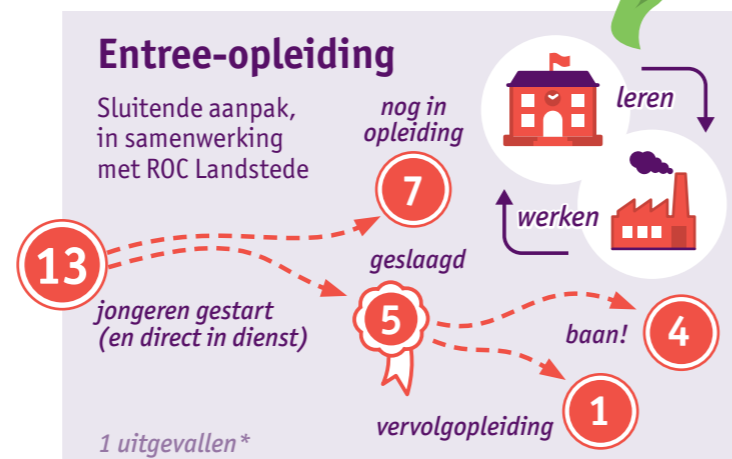 Entree-opleiding
Sluitende aanpak,
in samenwerking
met ROC Landstede
nog in
opleiding
7
leren
werken
13
jongeren gestart
(en direct in dienst)
geslaagd
5
baan!
4
vervolgopleiding
1
1 uitgevallen*